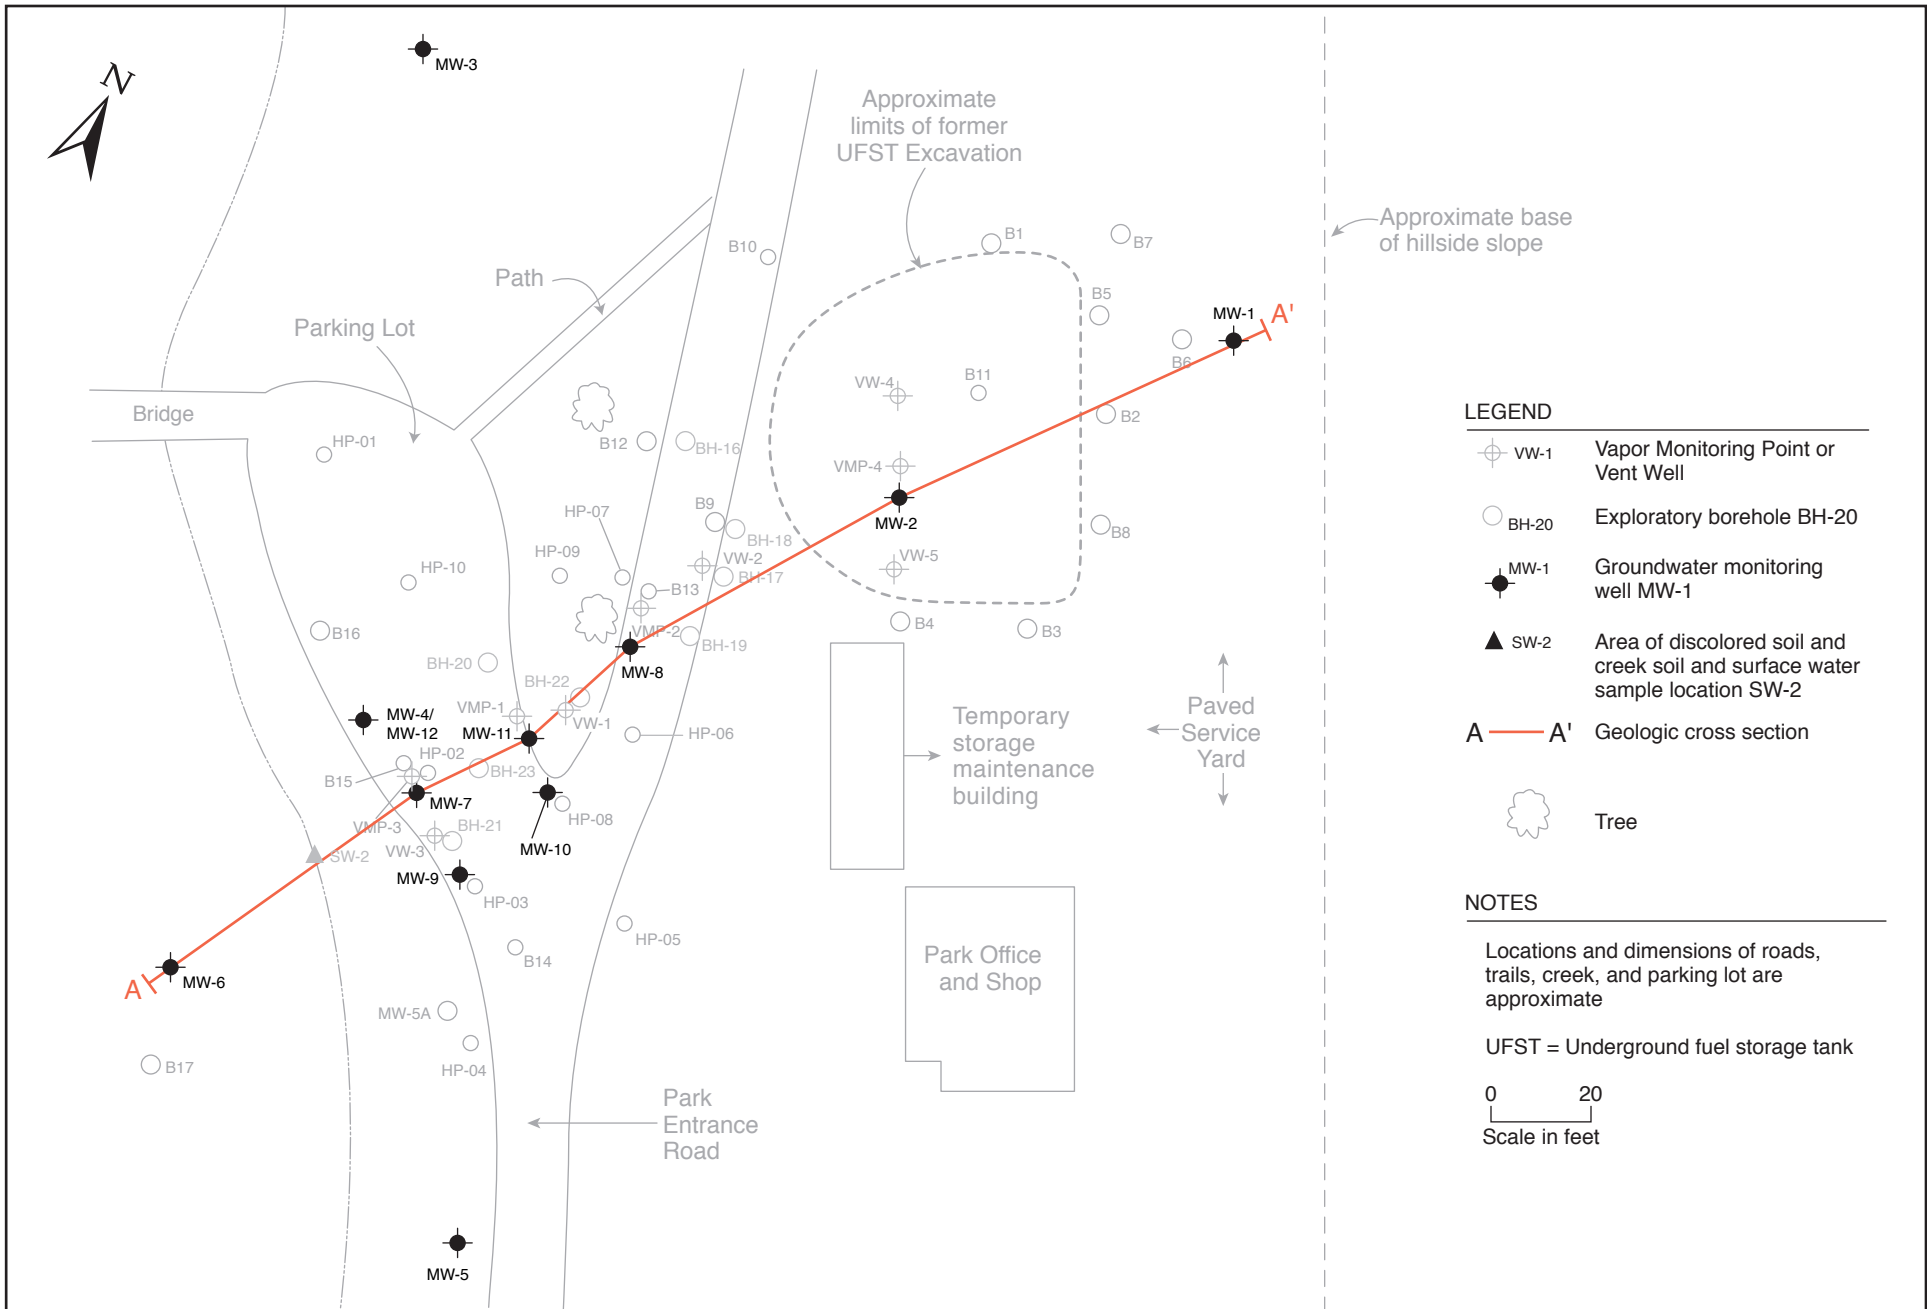 N
MW-3
Approximate
limits of former
UFST Excavation
B1
B7
Approximate base
of hillside slope
B10
Path
B5
MW-1
A'
Parking Lot
B6
VW-4
B11
Bridge
B2
HP-01
B12
BH-16
VMP-4
MW-2
B9
HP-07
BH-18
B8
HP-09
VW-2
VW-5
HP-10
BH-17
B13
B16
VMP-2
B4
B3
BH-19
BH-20
MW-8
BH-22
VMP-1
VW-1
MW-4/
MW-12
MW-11
HP-06
HP-02
B15
BH-23
MW-7
HP-08
VMP-3
BH-21
VW-3
MW-10
SW-2
MW-9
HP-03
HP-05
B14
A
MW-6
MW-5A
HP-04
B17
MW-5
Temporary
storage
maintenance
building
Paved
Service
Yard
Park Office
and Shop
Park
Entrance
Road
LEGEND
VW-1
Vapor Monitoring Point or
Vent Well
BH-20
Exploratory borehole BH-20
MW-1
Groundwater monitoring
well MW-1
SW-2
Area of discolored soil and
creek soil and surface water
sample location SW-2
A A'
Geologic cross section
Tree
NOTES
Locations and dimensions of roads,
trails, creek, and parking lot are
approximate
UFST = Underground fuel storage tank
0 20
Scale in feet